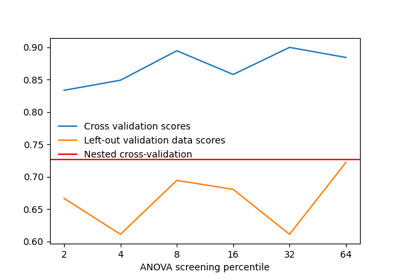 0.90
0.85
0.80
0.75
0.70
0.65
0.60
Cross validation scores
Left-out validation data scores
Nested cross-validation
2 4 8 16 32 64
ANOVA screening percentile